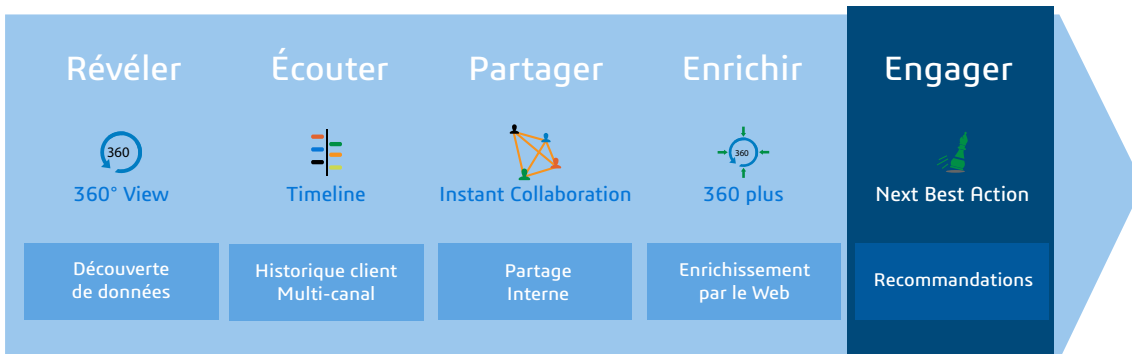 Révéler
Écouter
Partager
Enrichir
Engager
360
360
360° View
Timeline
Instant Collaboration
360 plus
Next Best Action
Découverte
de données
Historique client
Multi-canal
Partage
Interne
Enrichissement
par le Web
Recommandations